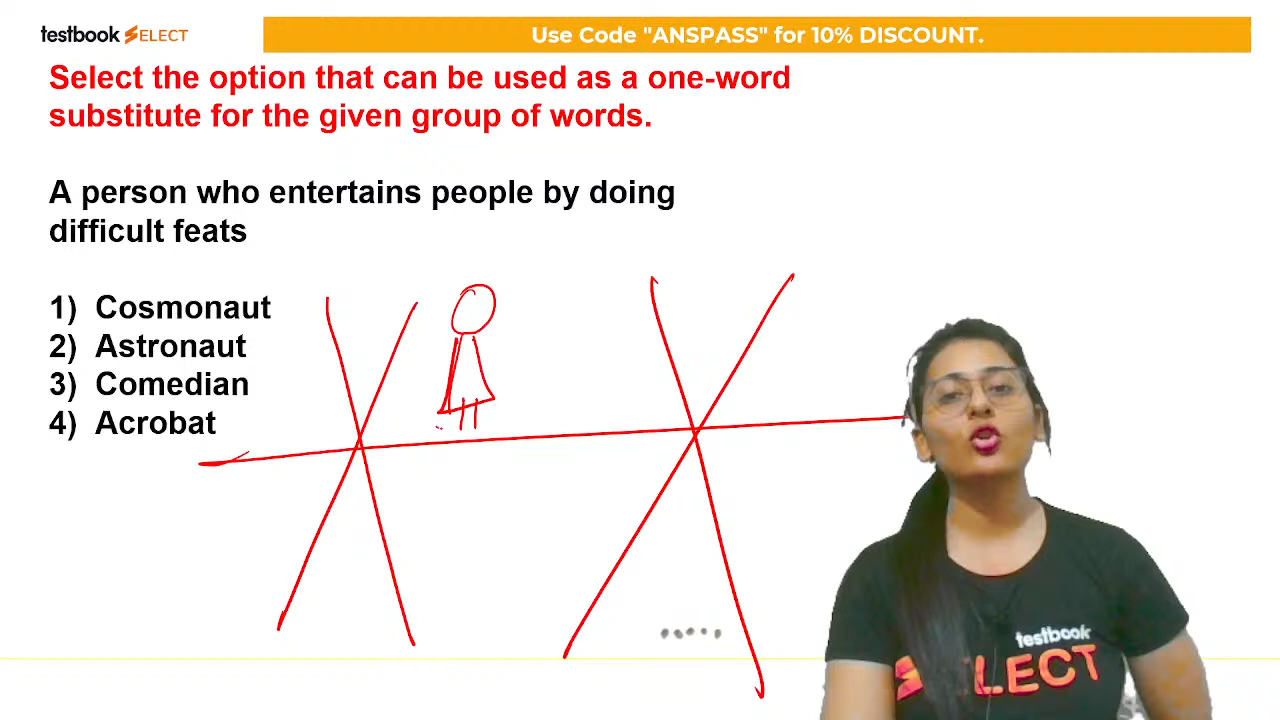 testbook SELECT
Use Code "ANSPASS" for 10% DISCOUNT.
Select the option that can be used as a one-word
substitute for the given group of words.
A person who entertains people by doing
difficult feats
1) Cosmonaut
2) Astronaut
3) Comedian
4) Acrobat
testbook
SELECT